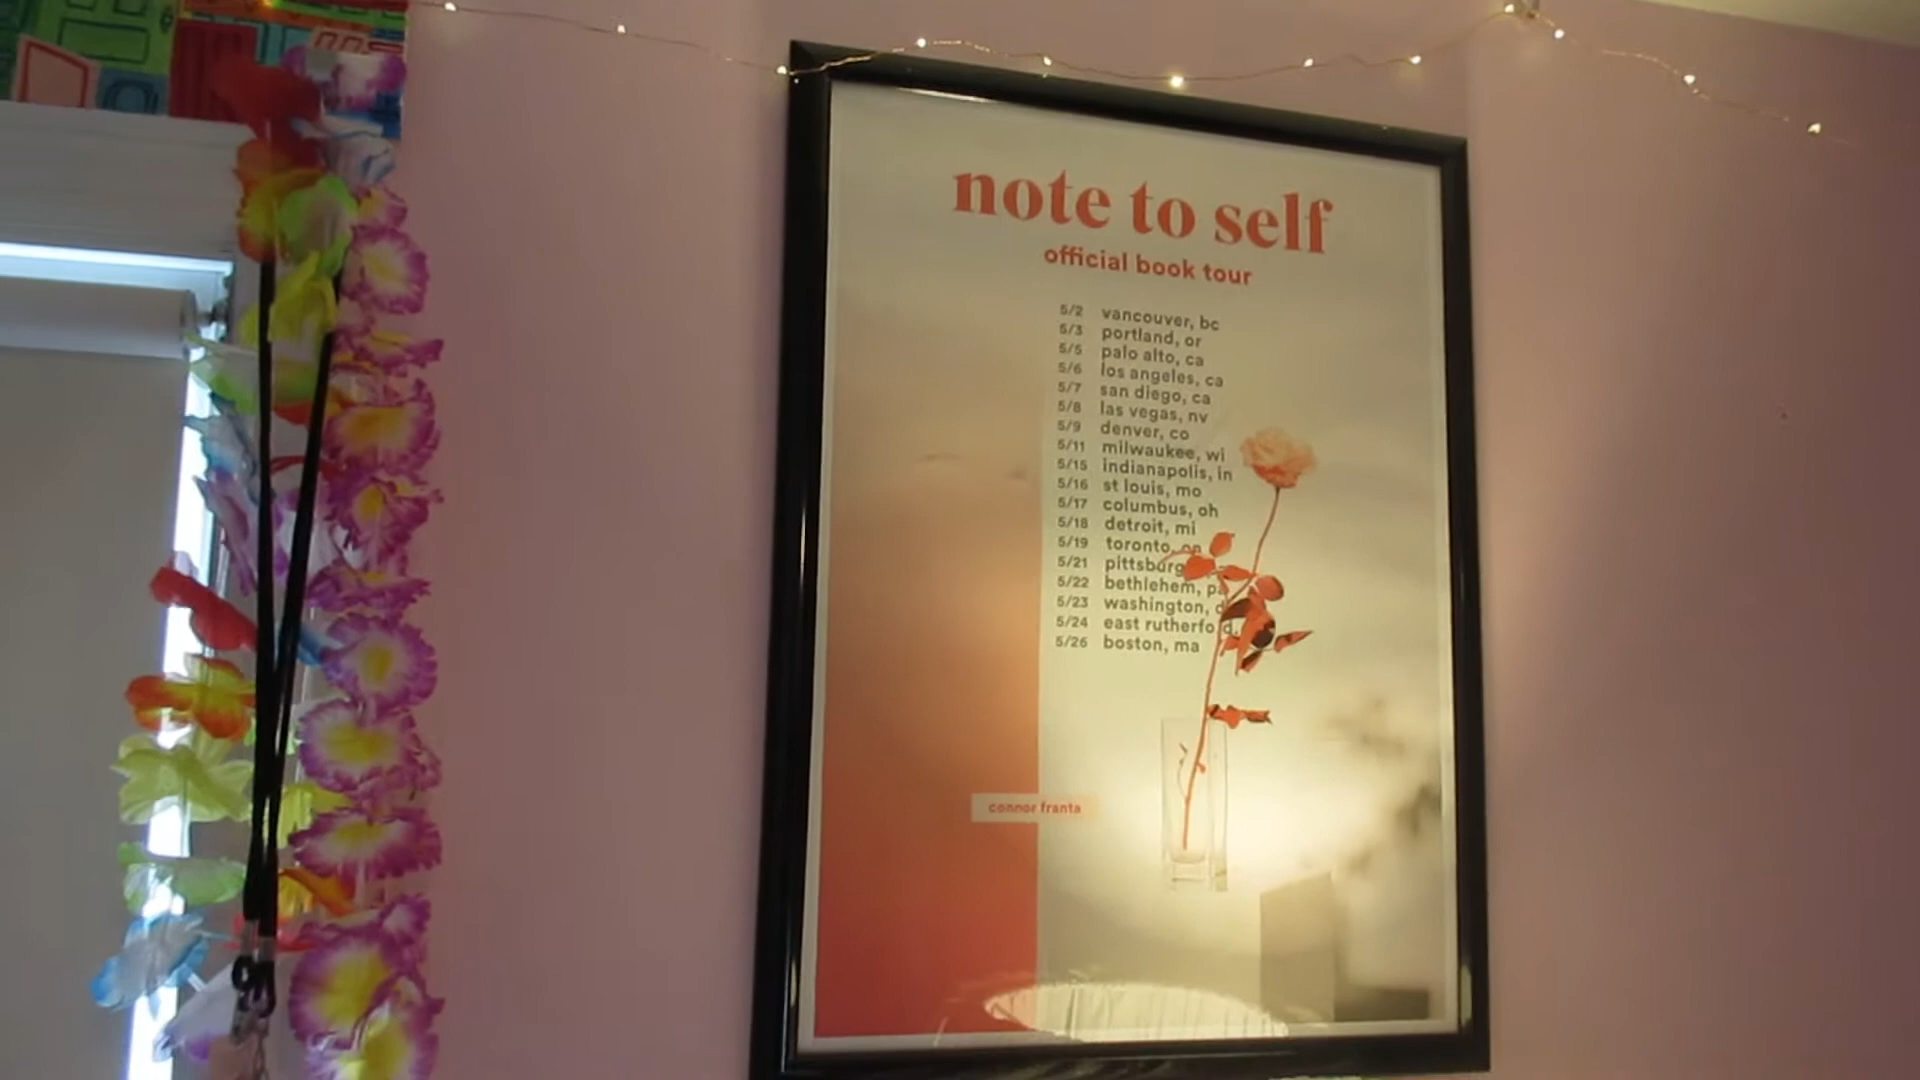 note to self
official book tour
5/2 vancouver, bc
5/3 portland, or
5/5 palo alto, ca
5/6 los angeles, ca
5/7 san diego, ca
5/8 las vegas, nv
5/9 denver, co
5/11 milwaukee, wi
5/15 indianapolis, in
5/16 st louis, mo
5/17 columbus, oh
5/18 detroit, mi
5/19 toronto, on
5/21
5/22 bethlehem, pa
5/23 washington,
5/24 east
5/26 boston, ma
connor franta